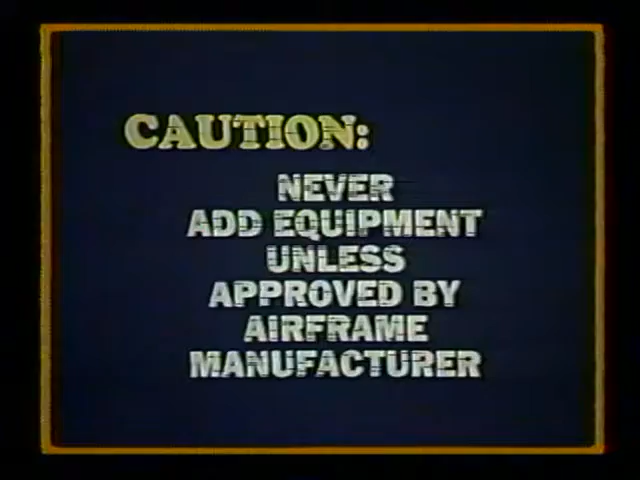 CAUTION:
NEVER
ADD EQUIPMENT
UNLESS
APPROVED BY
AIRFRAME
MANUFACTURER